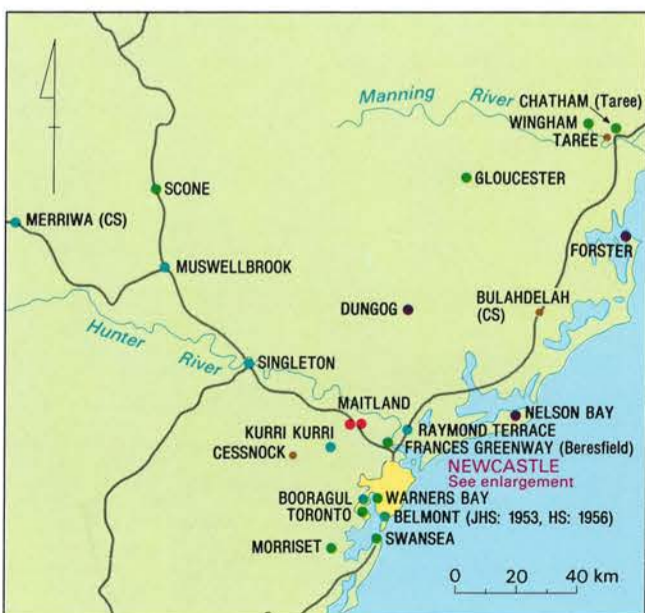 Manning River
CHATHAM (Taree)
WINGHAM
TAREE
SCONE
GLOUCESTER
MERRIWA (CS)
FORSTER
MUSWELLBROOK
DUNGOG
BULAHDELAH
(CS)
Hunter River
SINGLETON
MAITLAND
NELSON BAY
RAYMOND TERRACE
KURRI KURRI
FRANCES GREENWAY (Beresfield)
CESSNOCK
NEWCASTLE
See enlargement
BOORAGUL
WARNERS BAY
TORONTO
BELMONT (JHS: 1953, HS: 1956)
SWANSEA
MORRISET
0 20 40 km